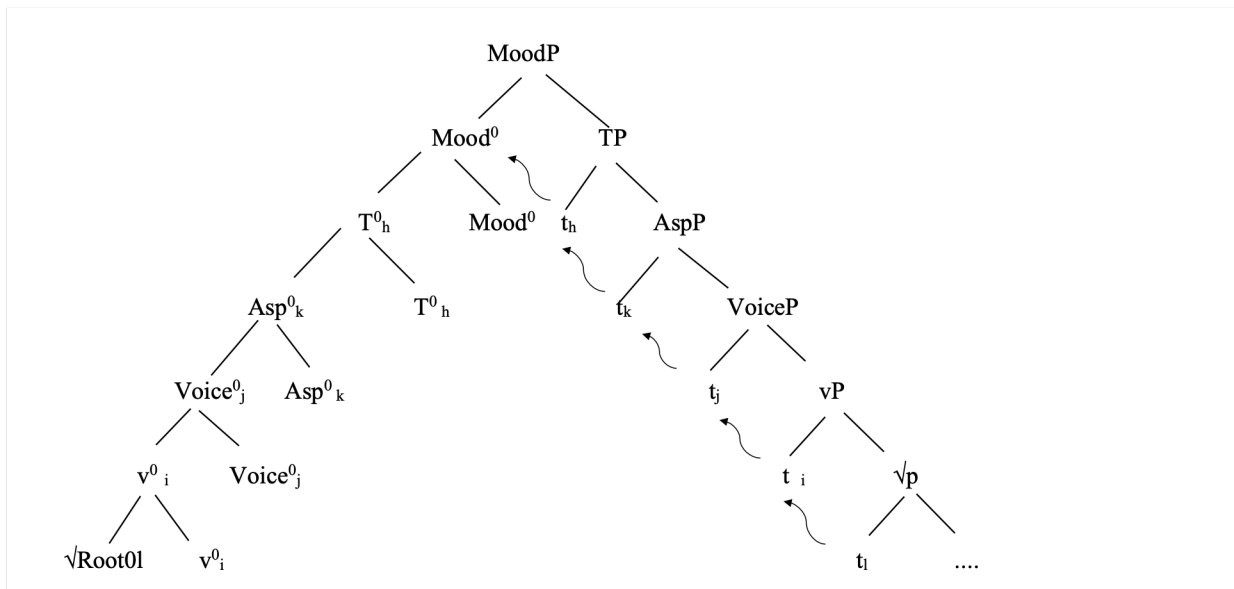 MoodP
Mood⁰ TP
T⁰ₕ Mood⁰ tₕ AspP
Asp⁰ₖ T⁰ ₕ tₖ VoiceP
Voice⁰ⱼ Asp⁰ ₖ tⱼ vP
v⁰ ᵢ Voice⁰ⱼ t ᵢ √p
√Root0l v⁰ᵢ tₗ ....